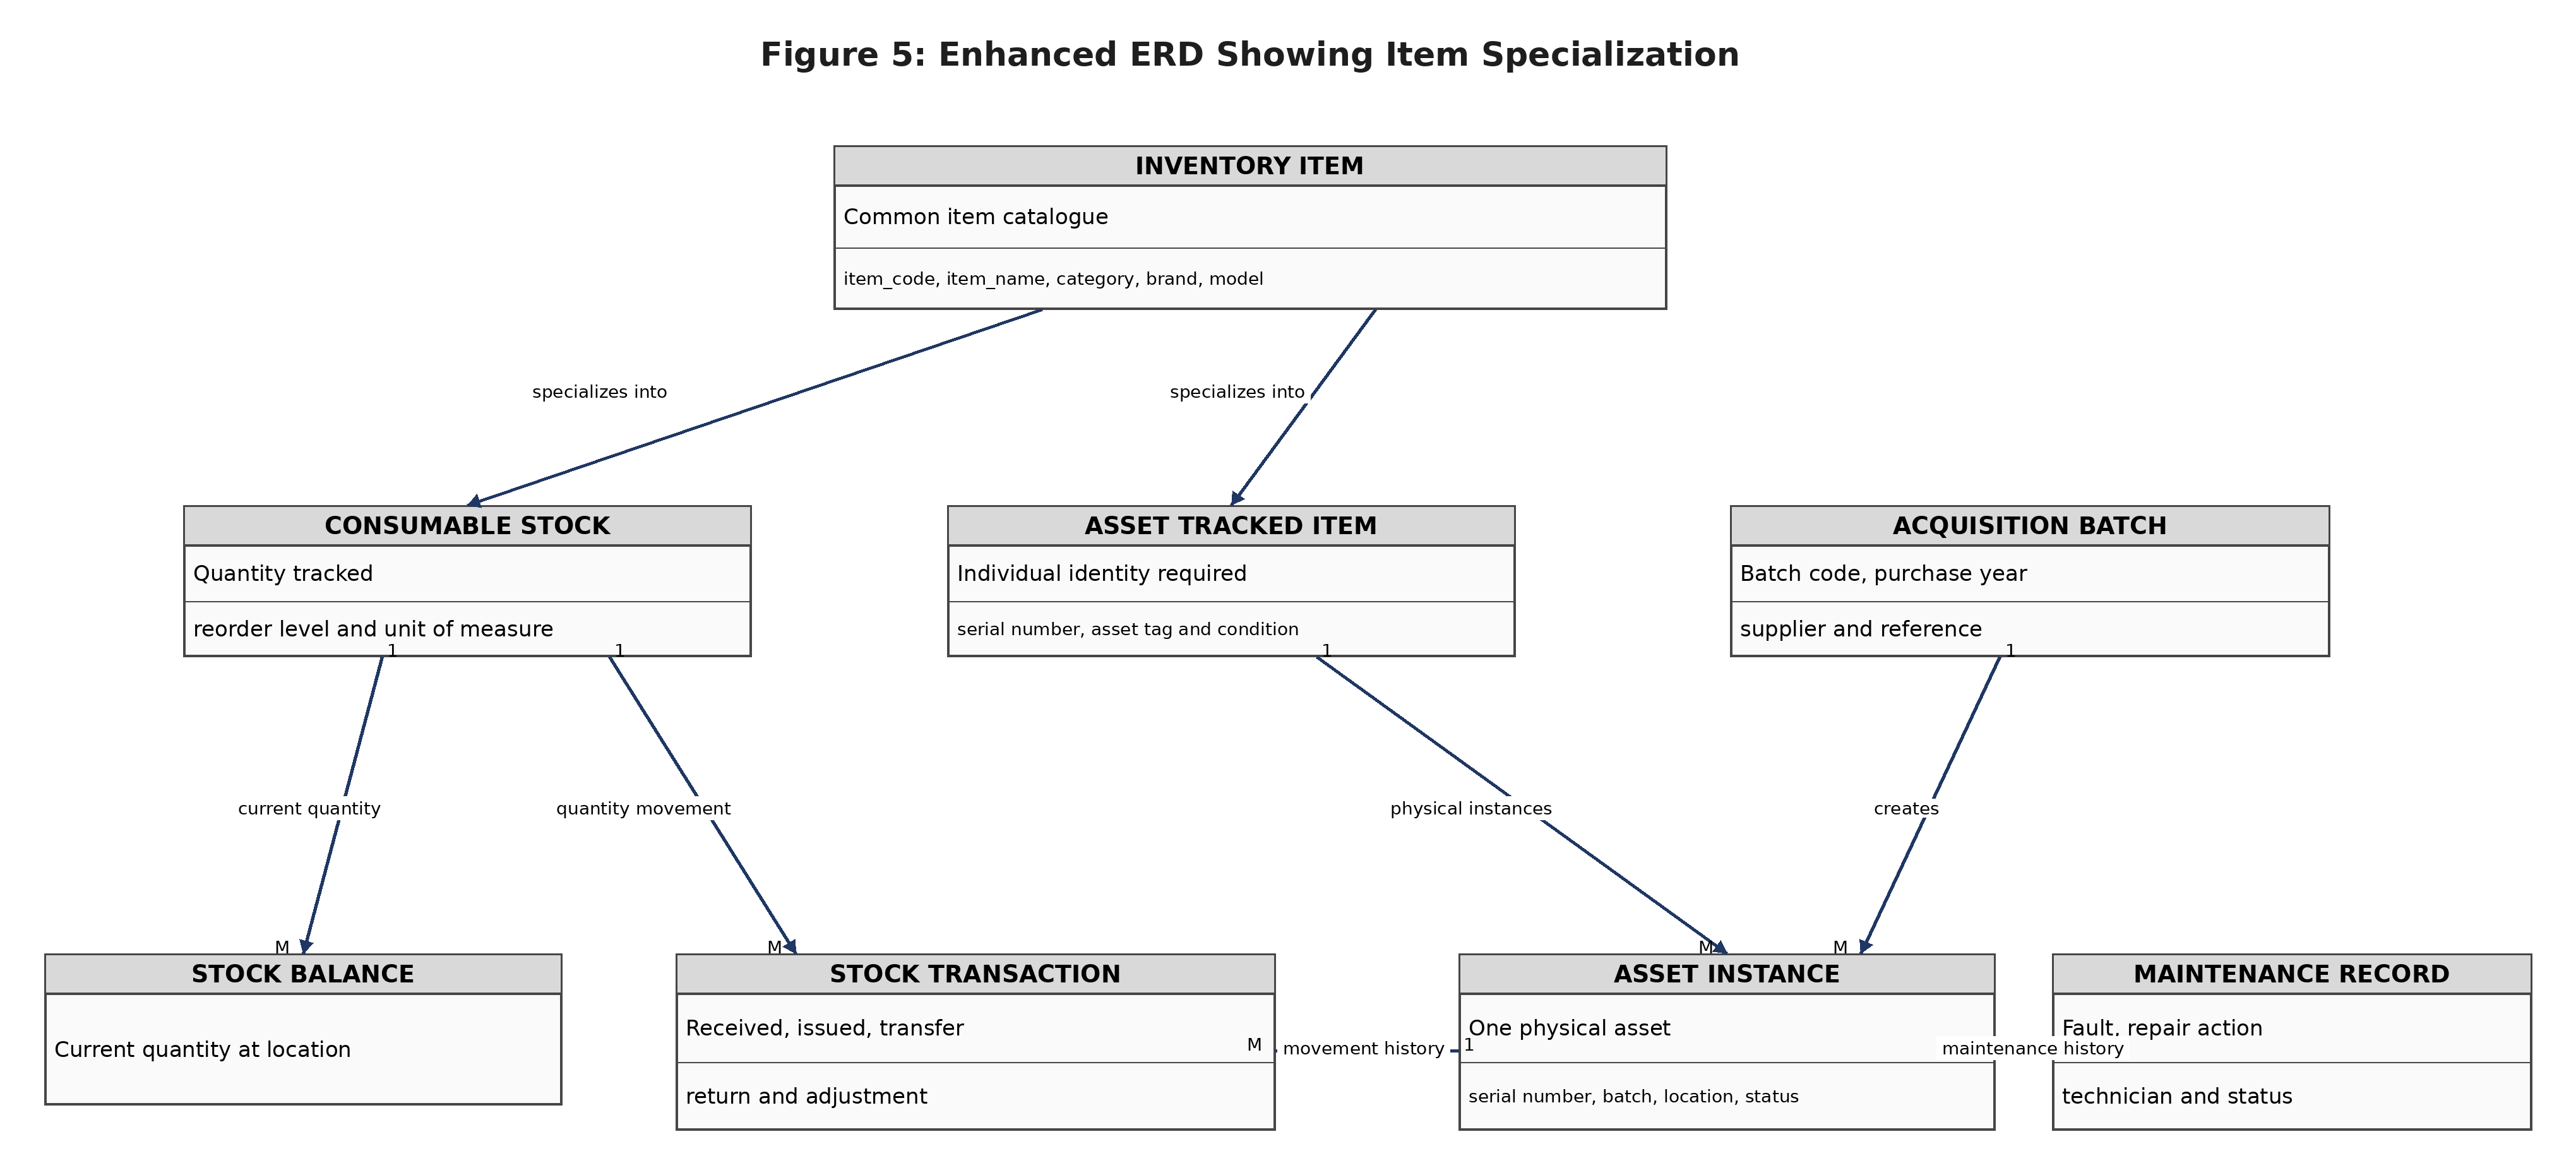 Figure 5: Enhanced ERD Showing Item Specialization
INVENTORY ITEM
Common item catalogue
item_code, item_name, category, brand, model
specializes into
specializes into
CONSUMABLE STOCK
Quantity tracked
reorder level and unit of measure
1
1
ASSET TRACKED ITEM
Individual identity required
serial number, asset tag and condition
1
ACQUISITION BATCH
Batch code, purchase year
supplier and reference
1
current quantity
quantity movement
physical instances
creates
M
M
M
M
STOCK BALANCE
Current quantity at location
STOCK TRANSACTION
Received, issued, transfer
return and adjustment
M
movement history
1
ASSET INSTANCE
One physical asset
serial number, batch, location, status
maintenance history
MAINTENANCE RECORD
Fault, repair action
technician and status